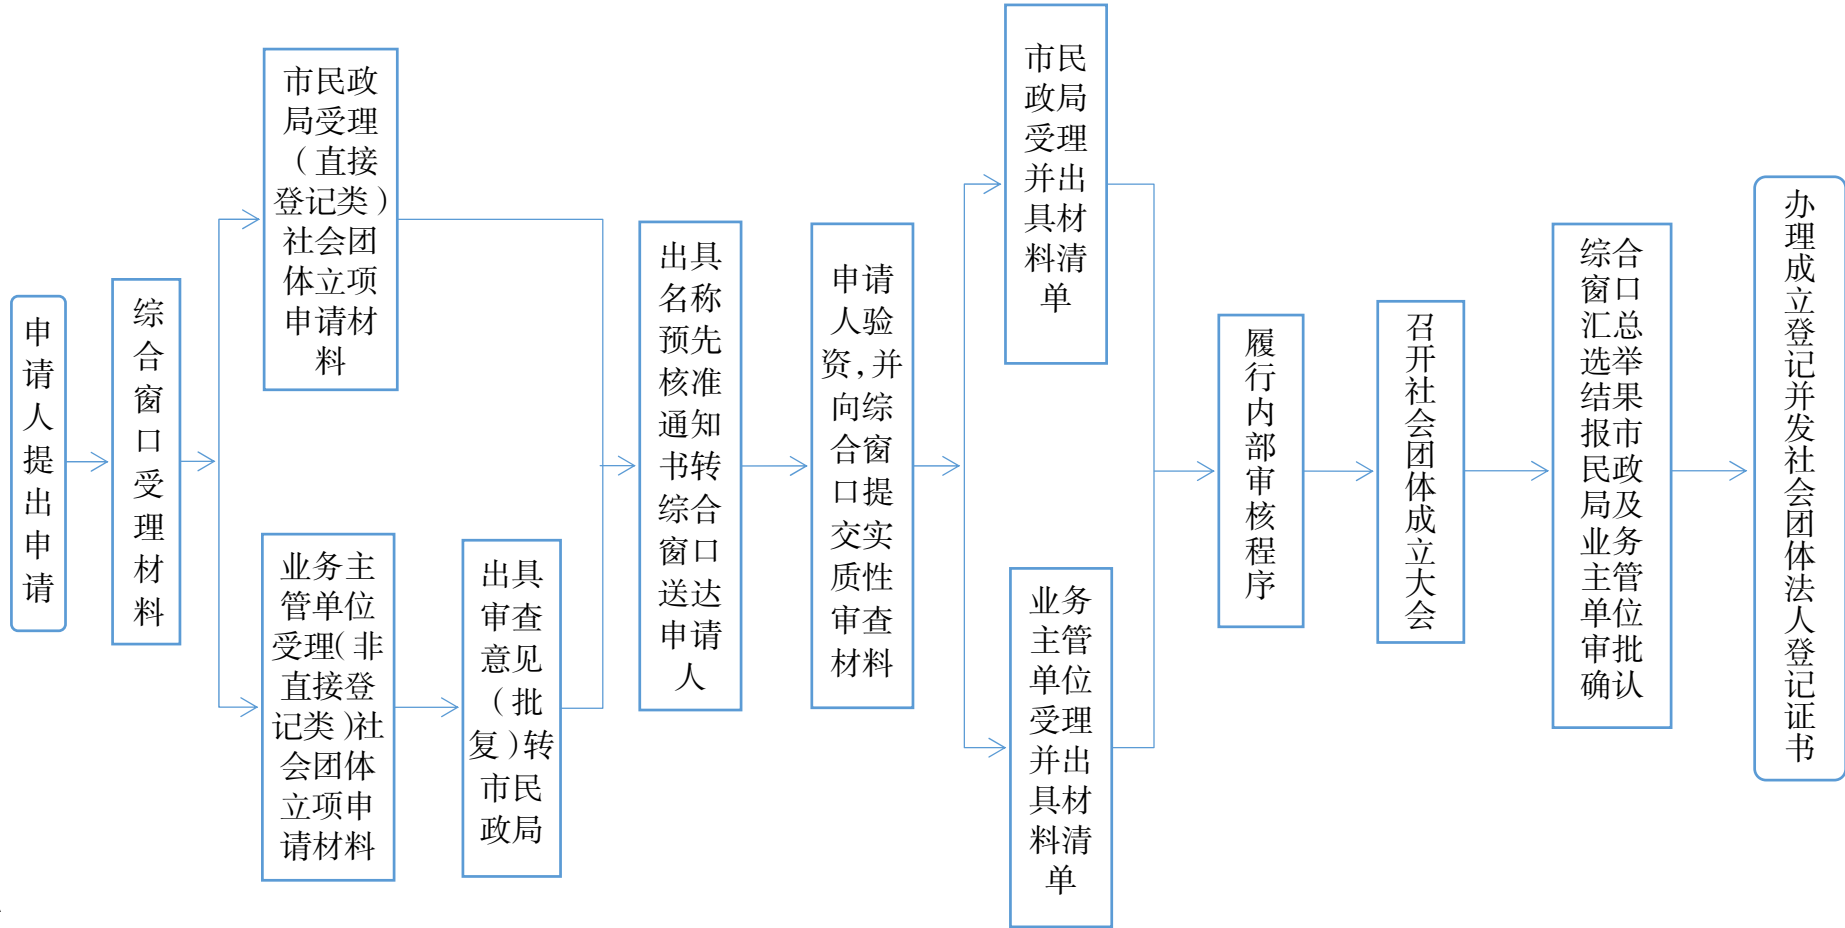 申
请
人
提
出
申
请
综
合
窗
口
受
理
材
料
市民政
局受理
（直接
登记类）
社会团
体立项
申请材
料
业务主
管单位
受理（非
直接登
记类）社
会团体
立项申
请材料
出具
审查
意见
（批
复）转
市民
政局
出具
名称
预先
核准
通知
书转
综合
窗口
送达
申请
人
申请
人验
资，并
向综
合窗
口提
交实
质性
审查
材料
市民
政局
受理
并出
具材
料清
单
业务
主管
单位
受理
并出
具材
料清
单
履
行
内
部
审
核
程
序
召
开
社
会
团
体
成
立
大
会
综合
窗口
汇总
选举
结果
报市
民政
局及
业务
主管
单位
审批
确认
办
理
成
立
登
记
并
发
社
会
团
体
法
人
登
记
证
书